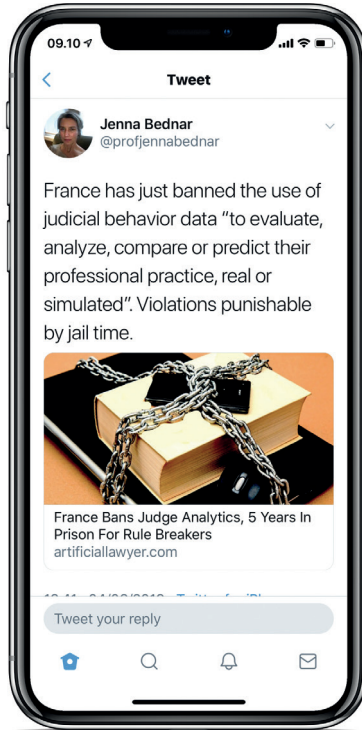 09.10
Tweet
Jenna Bednar
@profjennabednar
France has just banned the use of
judicial behavior data “to evaluate,
analyze, compare or predict their
professional practice, real or
simulated”. Violations punishable
by jail time.
France Bans Judge Analytics, 5 Years In
Prison For Rule Breakers
artificiallawyer.com
Tweet your reply